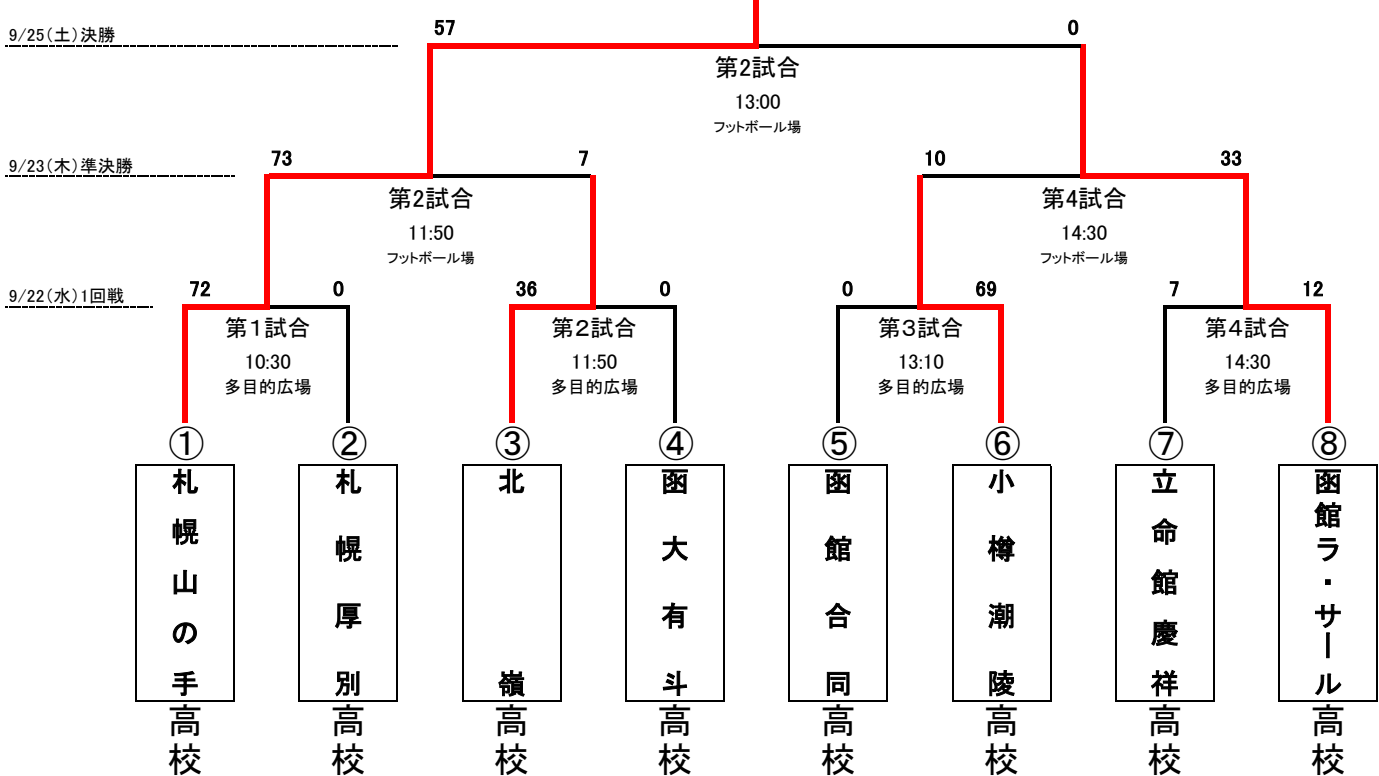 9/25(土)決勝
57
0
第2試合
13:00
フットボール場
9/23(木)準決勝
73
7
10
33
第2試合
第4試合
11:50
14:30
フットボール場
フットボール場
9/22(水)1回戦
72
0
36
0
0
69
7
12
第1試合
第2試合
第3試合
第4試合
10:30
11:50
13:10
14:30
多目的広場
多目的広場
多目的広場
多目的広場
①
②
③
④
⑤
⑥
⑦
⑧
札幌山の手高校
札幌厚別高校
北嶺高校
函大有斗高校
函館合同高校
小樽潮陵高校
立命館慶祥高校
函館ラ・サール高校